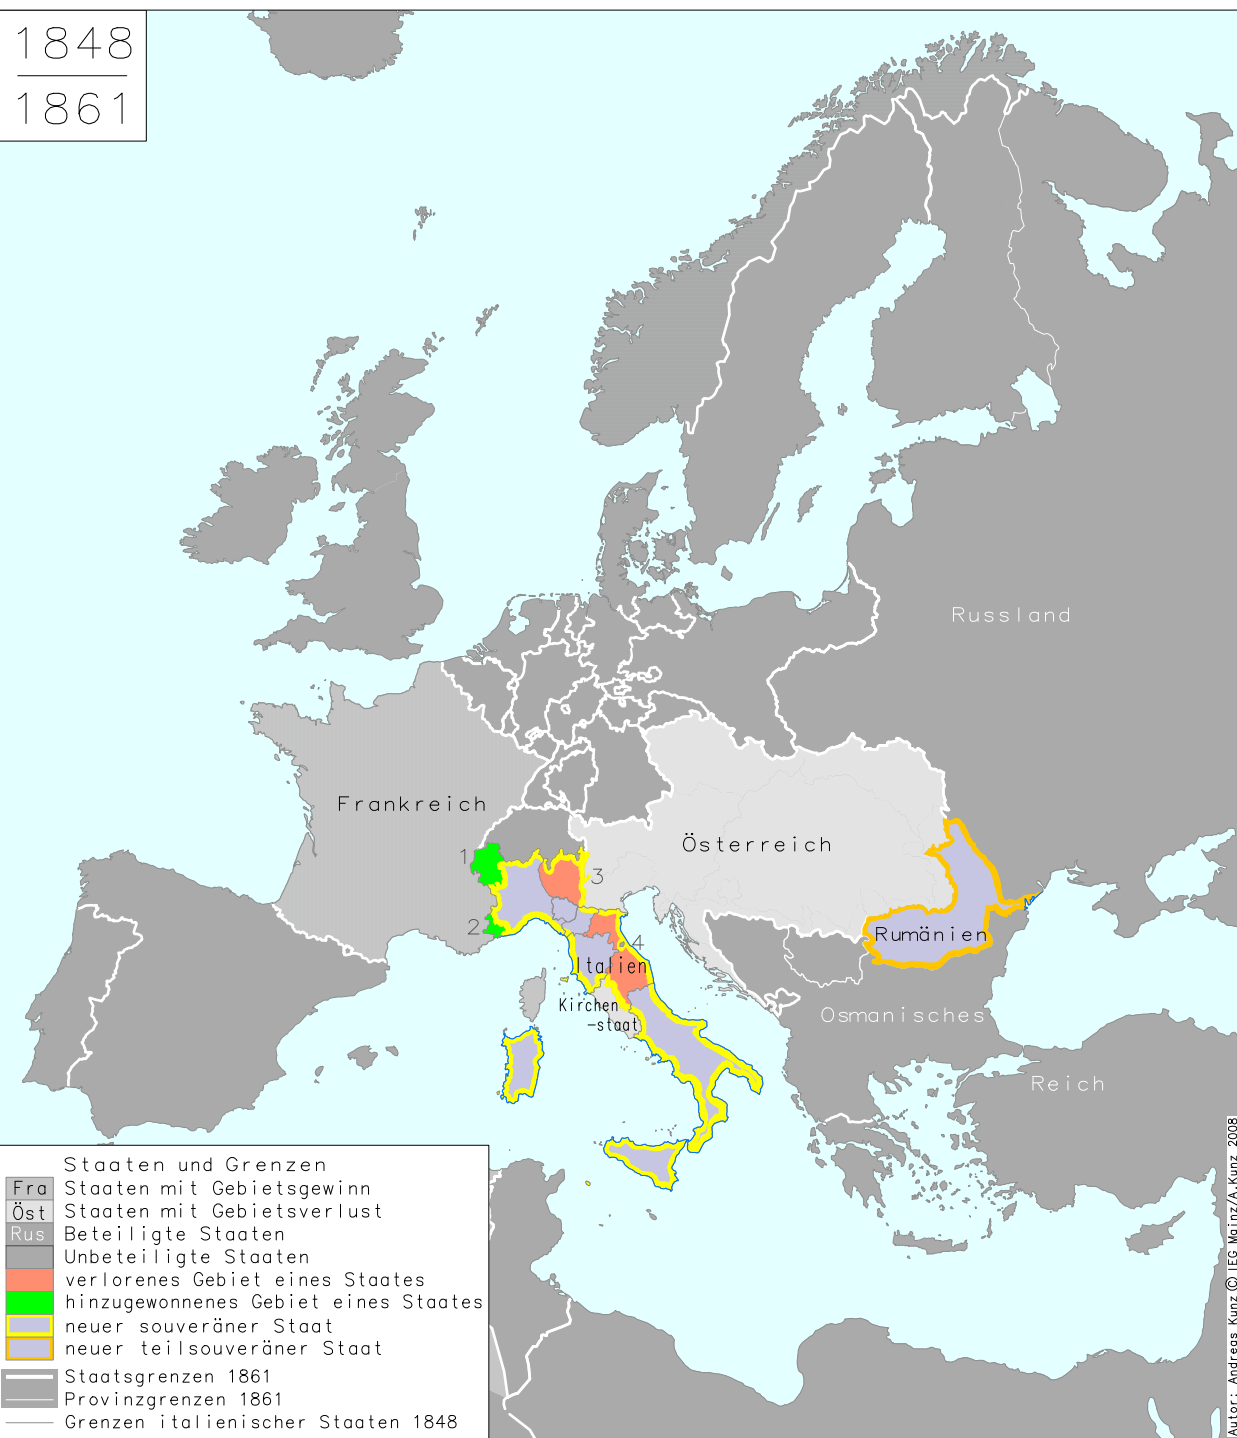 1848
1861
Russland
Frankreich
Österreich
1
3
2
4
Rumänien
Italien
Kirchen
-staat
Osmanisches
Reich
Staaten und Grenzen
Fra Staaten mit Gebietsgewinn
Öst Staaten mit Gebietsverlust
Rus Beteiligte Staaten
Unbeteiligte Staaten
verlorenes Gebiet eines Staates
hinzugewonnenes Gebiet eines Staates
neuer souveräner Staat
neuer teilsouveräner Staat
Staatsgrenzen 1861
Provinzgrenzen 1861
Grenzen italienischer Staaten 1848
Autor: Andreas Kunz © IEG Mainz/A.Kunz 2008